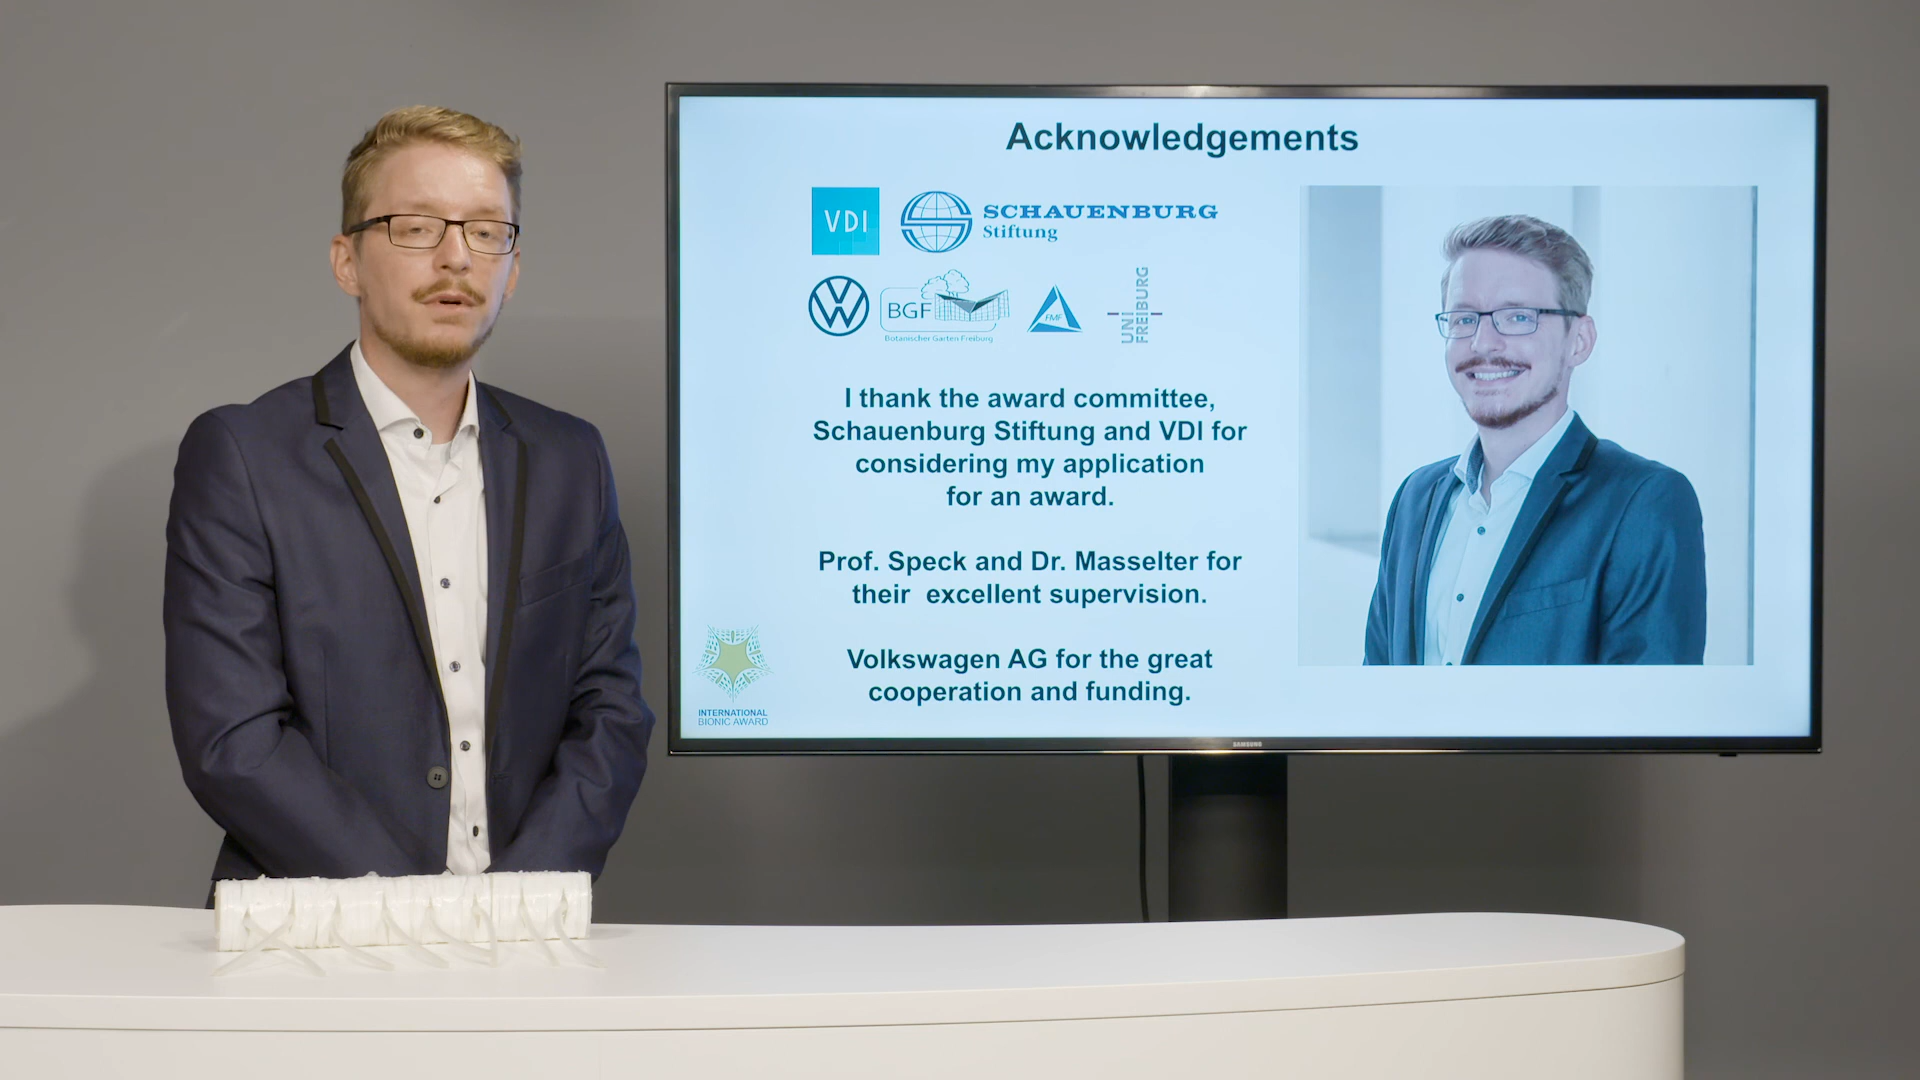 Acknowledgements
VDI
SCHAUENBURG
Stiftung
BGF
Botanischer Garten Freiburg
FMF
UNI
FREIBURG
I thank the award committee,
Schauenburg Stiftung and VDI for
considering my application
for an award.
Prof. Speck and Dr. Masselter for
their excellent supervision.
Volkswagen AG for the great
cooperation and funding.
INTERNATIONAL
BIONIC AWARD
SAMSUNG